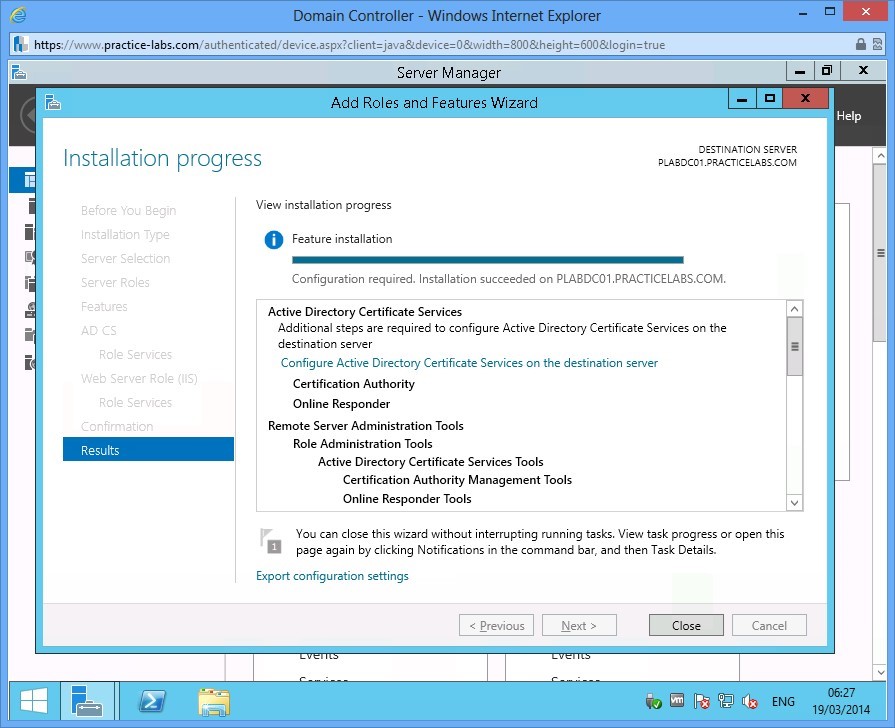 Domain Controller - Windows Internet Explorer
https://www.practice-labs.com/authenticated/device.aspx?client=java&device=0&width=800&height=600&login=true
Server Manager
Add Roles and Features Wizard
Help
Installation progress
DESTINATION SERVER
PLABDC01.PRACTICELABS.COM
Before You Begin
Installation Type
Server Selection
Server Roles
Features
AD CS
Role Services
Web Server Role (IIS)
Role Services
Confirmation
Results
View installation progress
Feature installation
Configuration required. Installation succeeded on PLABDC01.PRACTICELABS.COM.
Active Directory Certificate Services
Additional steps are required to configure Active Directory Certificate Services on the
destination server
Configure Active Directory Certificate Services on the destination server
Certification Authority
Online Responder
Remote Server Administration Tools
Role Administration Tools
Active Directory Certificate Services Tools
Certification Authority Management Tools
Online Responder Tools
1
You can close this wizard without interrupting running tasks. View task progress or open this
page again by clicking Notifications in the command bar, and then Task Details.
Export configuration settings
< Previous
Next >
Close
Cancel
Events
Events
Services
Services
ENG
06:27
19/03/2014